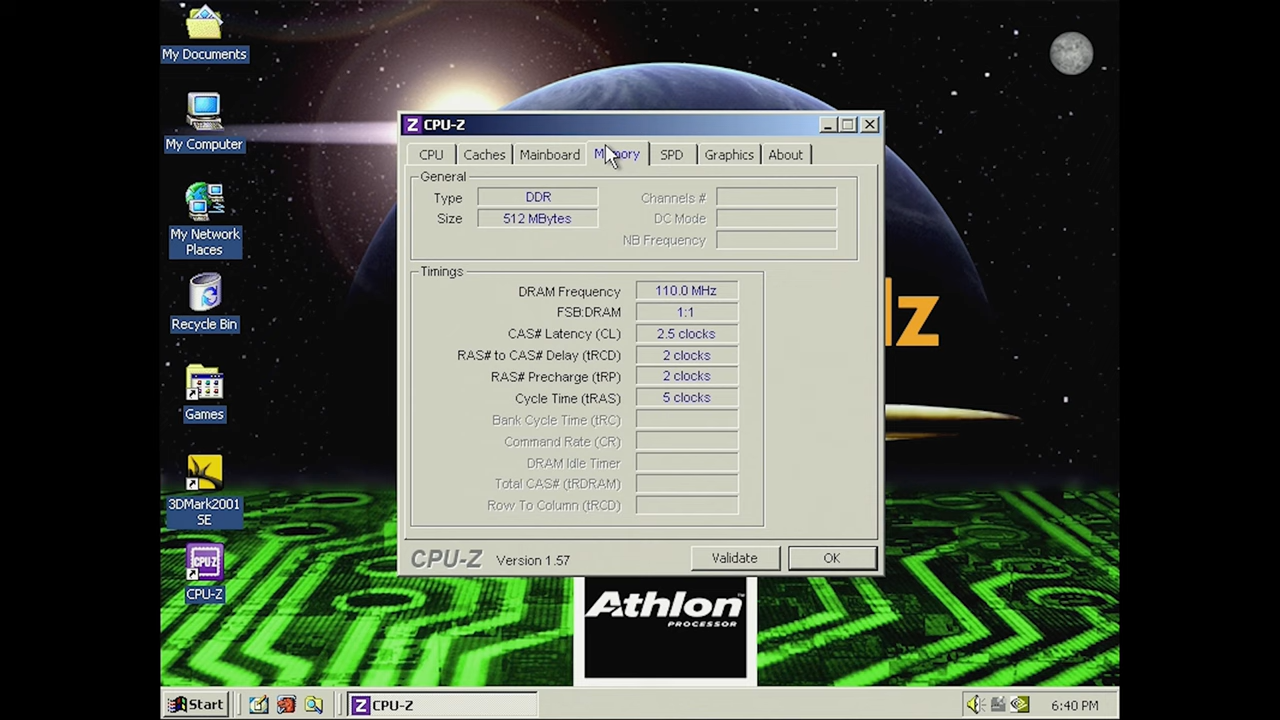 My Documents
My Computer
My Network
Places
Recycle Bin
Games
3DMark2001
SE
CPU-Z
CPU-Z
CPU
Caches
Mainboard
Memory
SPD
Graphics
About
General
Type
DDR
Channels #
Size
512 MBytes
DC Mode
NB Frequency
Timings
DRAM Frequency
110.0 MHz
FSB:DRAM
1:1
CAS# Latency (CL)
2.5 clocks
RAS# to CAS# Delay (tRCD)
2 clocks
RAS# Precharge (tRP)
2 clocks
Cycle Time (tRAS)
5 clocks
Bank Cycle Time (tRC)
Command Rate (CR)
DRAM Idle Timer
Total CAS# (tRDRAM)
Row To Column (tRCD)
CPU-Z
Version 1.57
Validate
OK
Athlon™
PROCESSOR
Start
CPU-Z
6:40 PM